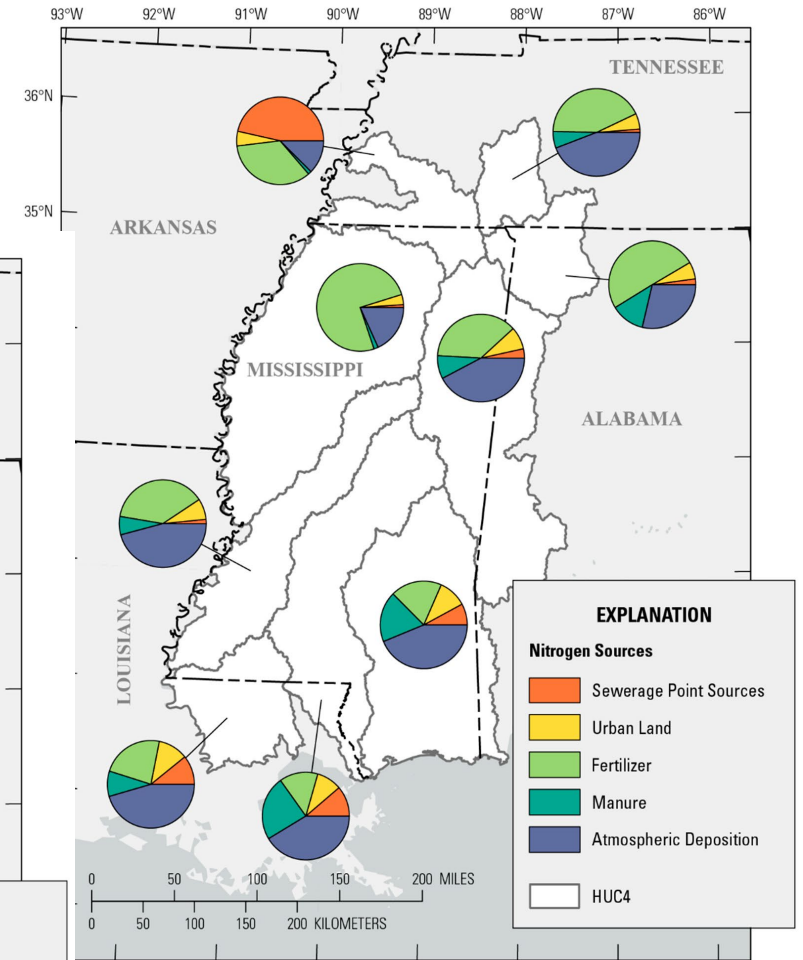 93°W 92°W 91°W 90°W 89°W 88°W 87°W 86°W
TENNESSEE
36°N
35°N
ARKANSAS
MISSISSIPPI
ALABAMA
LOUISIANA
EXPLANATION
Nitrogen Sources
Sewerage Point Sources
Urban Land
Fertilizer
Manure
Atmospheric Deposition
HUC4
0 50 100 150 200 MILES
0 50 100 150 200 KILOMETERS